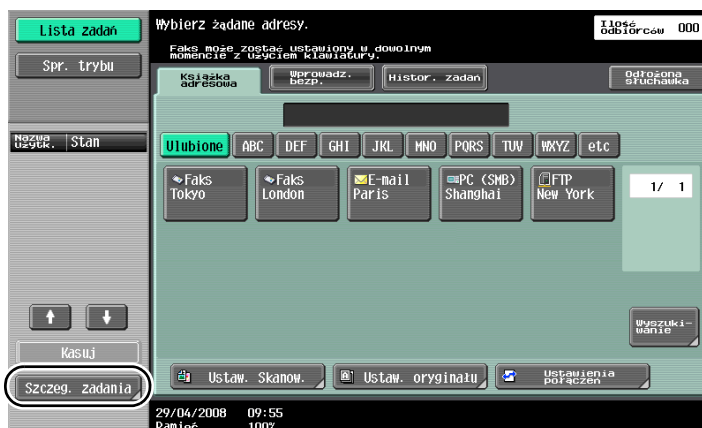 Lista zadań
Spr. trybu
Nazwa użytk.
Stan
Kasuj
Szczeg. zadania
Wybierz żądane adresy.
Ilość odbiorców 000
Faks może zostać ustawiony w dowolnym
momencie z użyciem klawiatury.
Książka
adresowa
Wprowadz.
bezp.
Histor. zadań
Odłożona
słuchawka
Ulubione ABC DEF GHI JKL MNO PQRS TUV WXYZ etc
Faks
Tokyo
Faks
London
E-mail
Paris
PC (SMB)
Shanghai
FTP
New York
1/ 1
Wyszuki-
wanie
Ustaw. Skanow.
Ustaw. oryginału
Ustawienia
połączeń
29/04/2008 09:55
Pamięć 100%